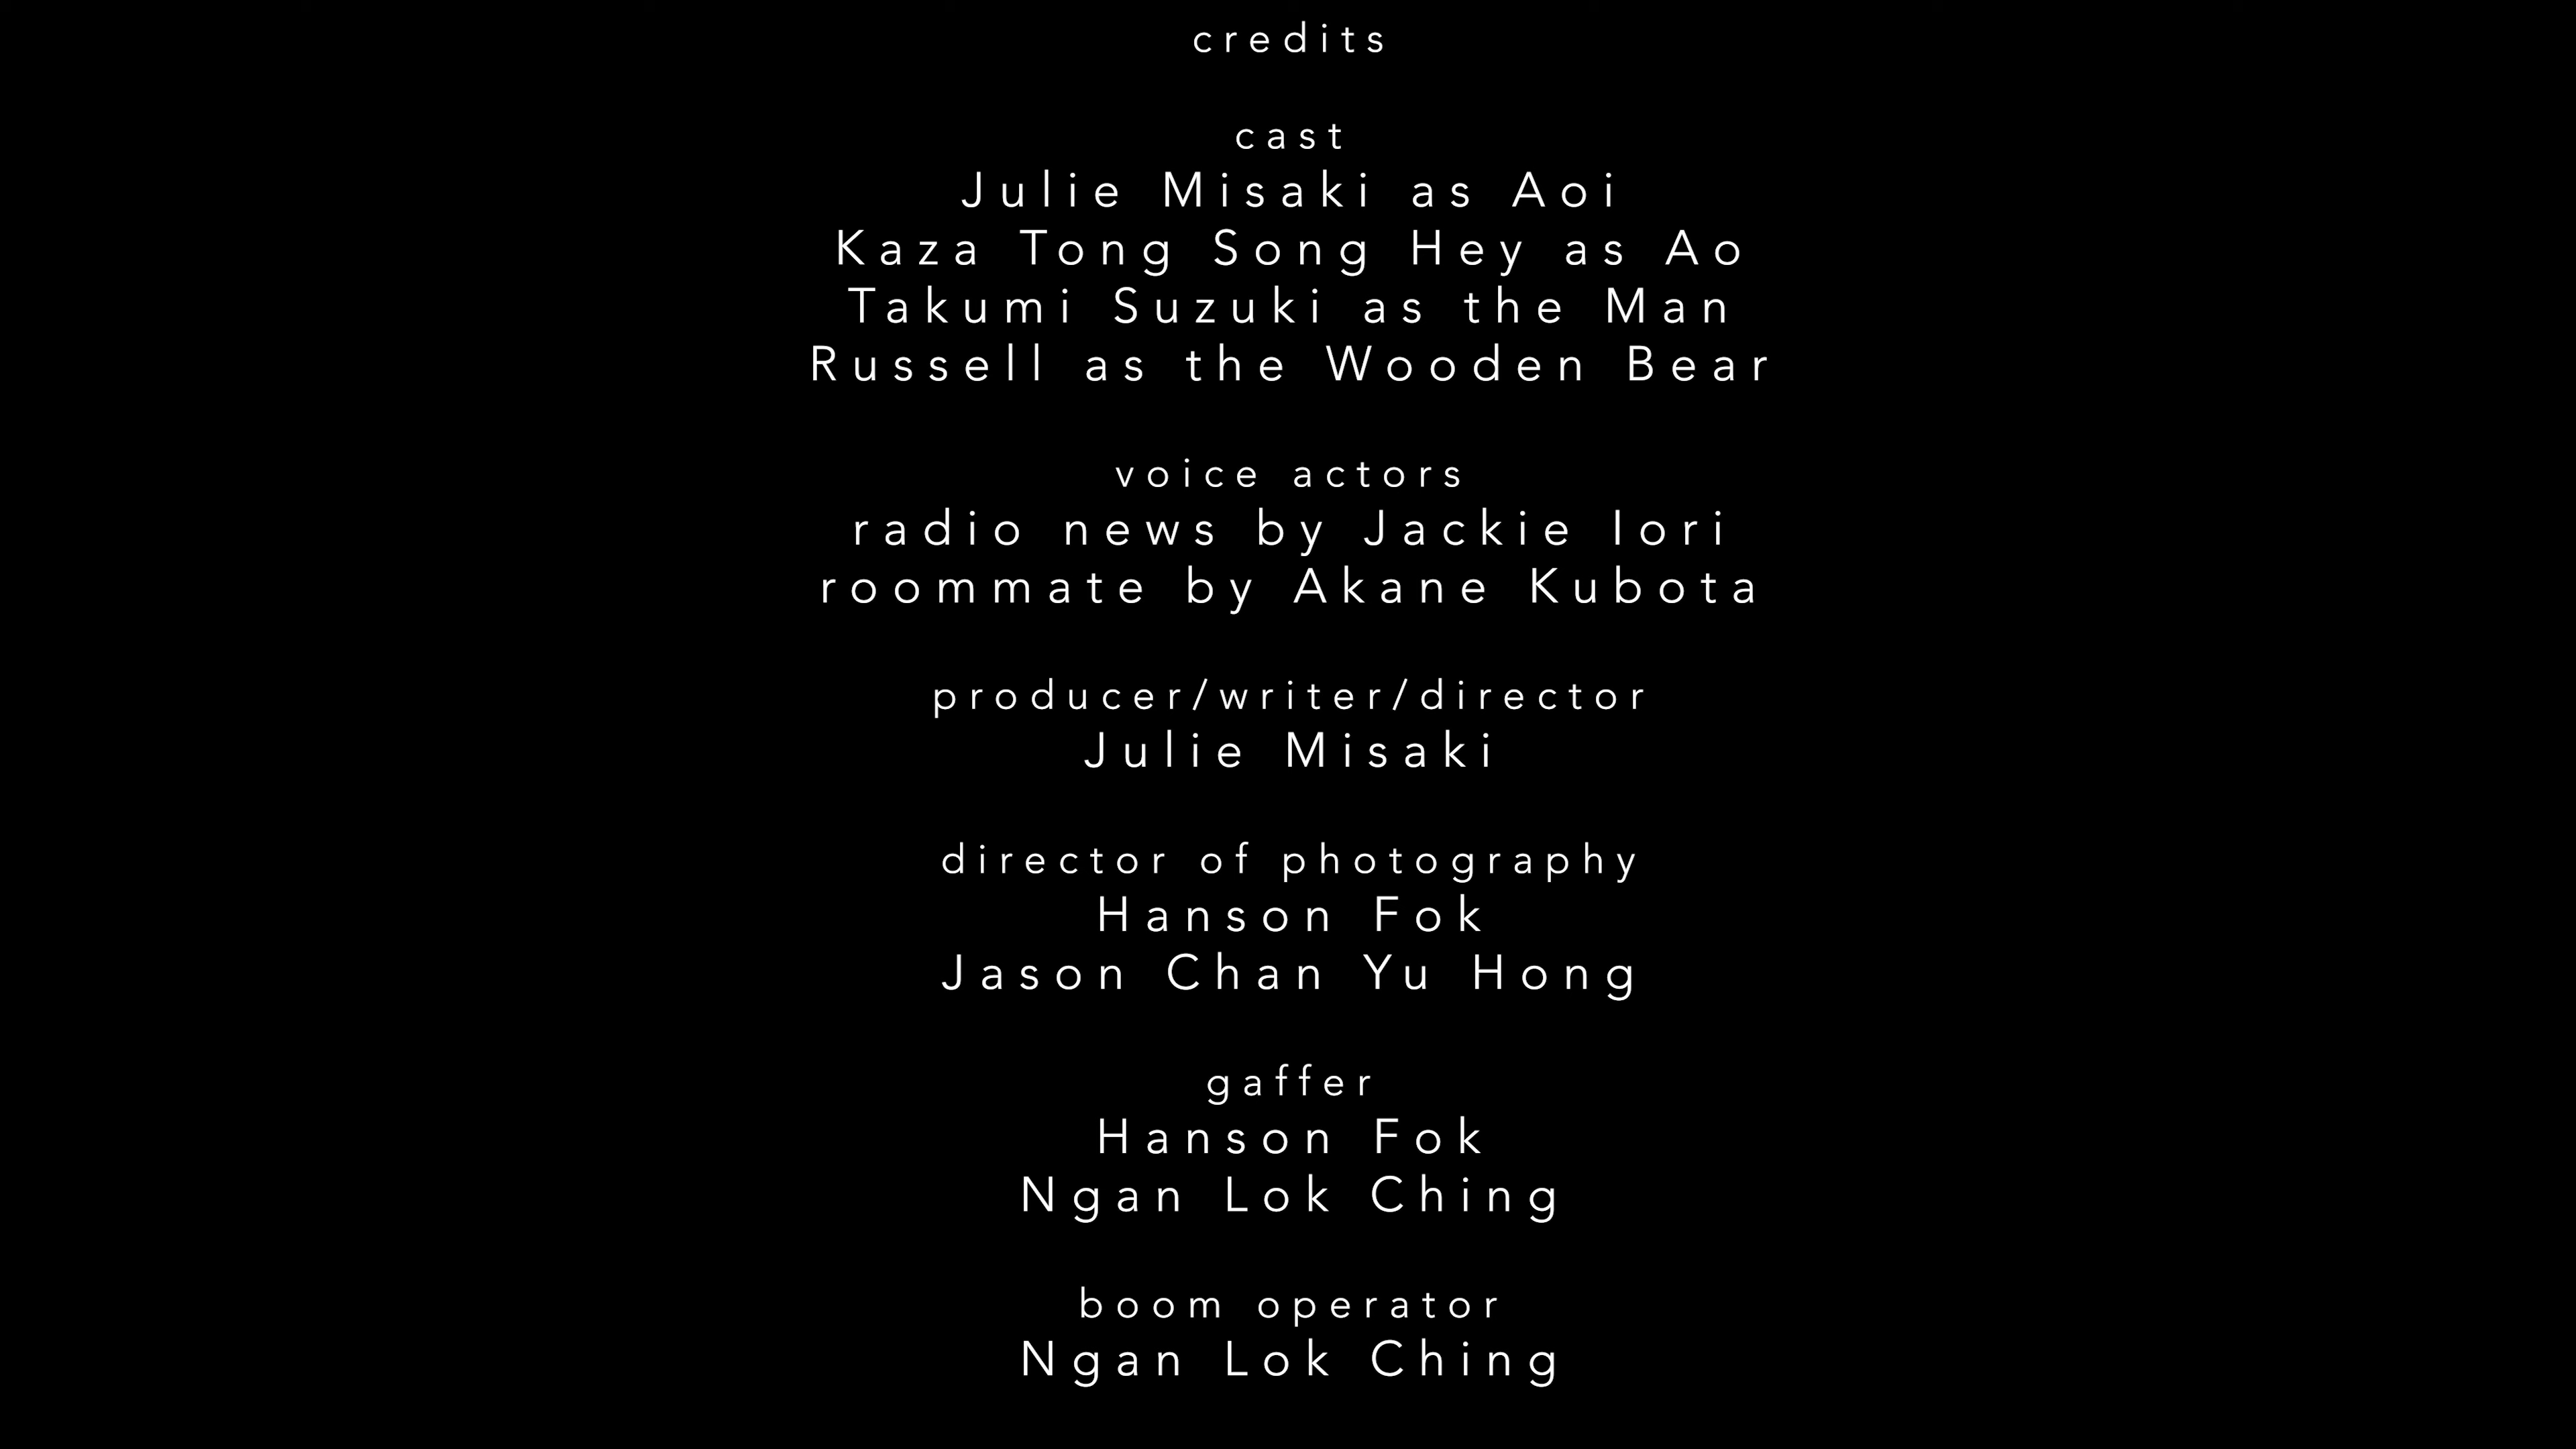 credits
cast
Julie Misaki as Aoi
Kaza Tong Song Hey as Ao
Takumi Suzuki as the Man
Russell as the Wooden Bear
voice actors
radio news by Jackie Iori
roommate by Akane Kubota
producer/writer/director
Julie Misaki
director of photography
Hanson Fok
Jason Chan Yu Hong
gaffer
Hanson Fok
Ngan Lok Ching
boom operator
Ngan Lok Ching